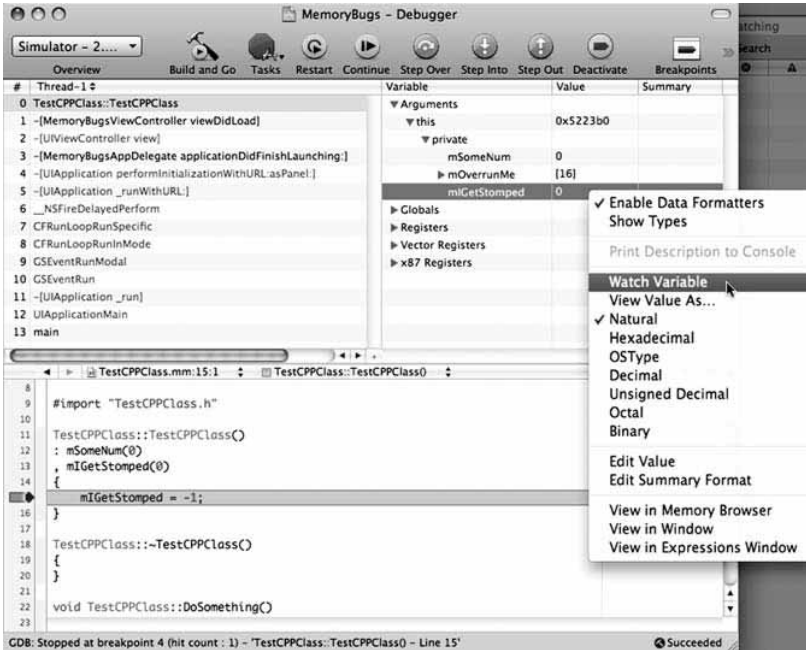 MemoryBugs - Debugger
Simulator - 2....
Overview
Build and Go
Tasks
Restart
Continue
Step Over
Step Into
Step Out
Deactivate
Breakpoints
atching
Search
# Thread-1
Variable Value Summary
0 TestCPPClass::TestCPPClass
1 -[MemoryBugsViewController viewDidLoad]
2 -[UIViewController view]
3 -[MemoryBugsAppDelegate applicationDidFinishLaunching:]
4 -[UIApplication performInitializationWithURL:asPanel:]
5 -[UIApplication _runWithURL:]
6 __NSFireDelayedPerform
7 CFRunLoopRunSpecific
8 CFRunLoopRunInMode
9 GSEventRunModal
10 GSEventRun
11 -[UIApplication _run]
12 UIApplicationMain
13 main
Arguments
this 0x5223b0
private
mSomeNum 0
mOverrunMe [16]
mIGetStomped 0
Globals
Registers
Vector Registers
x87 Registers
✓ Enable Data Formatters
Show Types
Print Description to Console
Watch Variable
View Value As...
✓ Natural
Hexadecimal
OSType
Decimal
Unsigned Decimal
Octal
Binary
Edit Value
Edit Summary Format
View in Memory Browser
View in Window
View in Expressions Window
TestCPPClass.mm:15:1
TestCPPClass::TestCPPClass()
8
9 #import "TestCPPClass.h"
10
11 TestCPPClass::TestCPPClass()
12 : mSomeNum(0)
13 , mIGetStomped(0)
14 {
mIGetStomped = -1;
16 }
17
18 TestCPPClass::~TestCPPClass()
19 {
20 }
21
22 void TestCPPClass::DoSomething()
23
GDB: Stopped at breakpoint 4 (hit count : 1) - 'TestCPPClass::TestCPPClass() - Line 15'
Succeeded